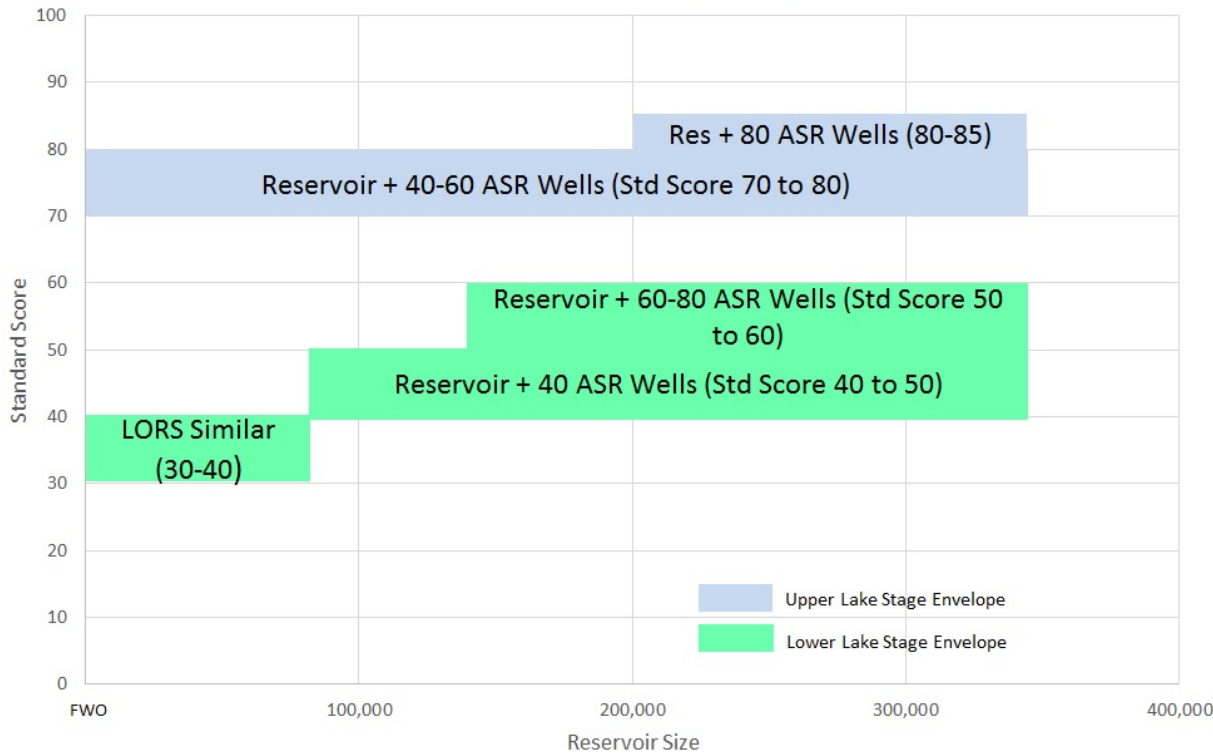 100
90
80
70
60
50
40
30
20
10
0
Standard Score
Res + 80 ASR Wells (80-85)
Reservoir + 40-60 ASR Wells (Std Score 70 to 80)
Reservoir + 60-80 ASR Wells (Std Score 50
to 60)
Reservoir + 40 ASR Wells (Std Score 40 to 50)
LORS Similar
(30-40)
Upper Lake Stage Envelope
Lower Lake Stage Envelope
FWO 100,000 200,000 300,000 400,000
Reservoir Size